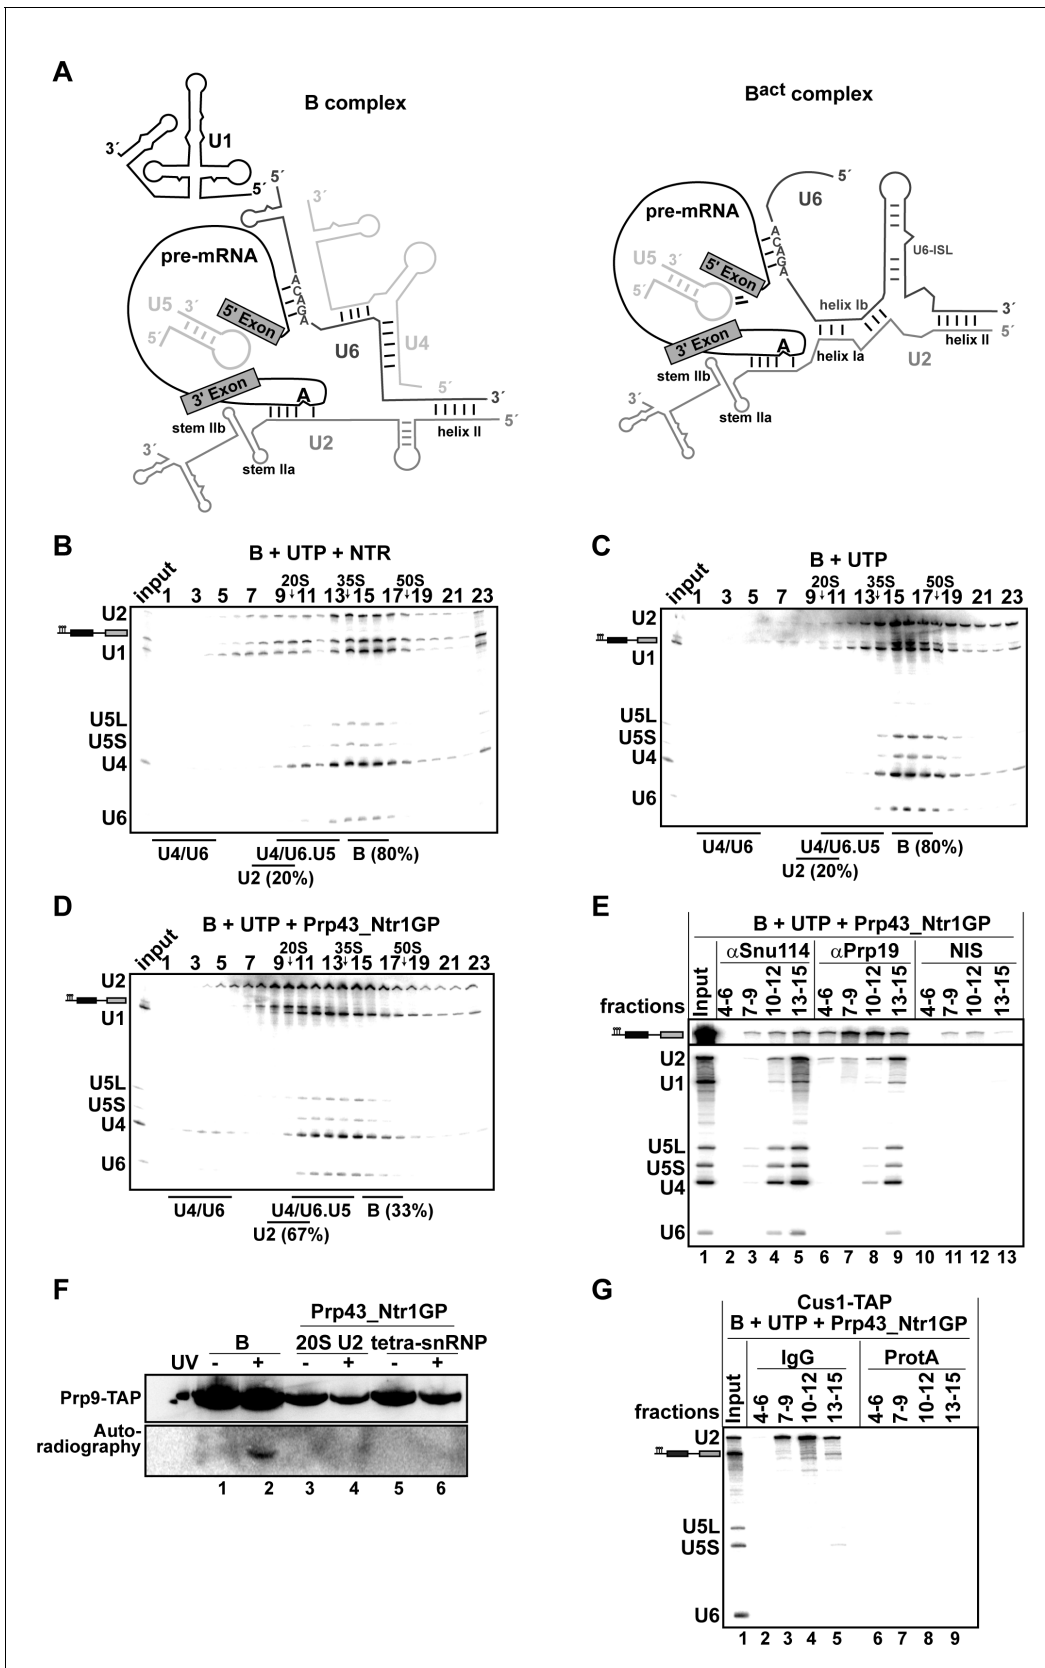 A
B complex
B^act complex
U1
3´
5´
5´
3´
pre-mRNA
A
C
A
G
A
U5
3´
5´
5' Exon
U6
U4
5´
3' Exon
A
3´
5´
helix II
stem IIb
U2
stem IIa
3´
5´
U6
pre-mRNA
A
C
A
G
A
U6-ISL
U5
3´
5´
5' Exon
helix Ib
3´
5´
helix II
3' Exon
A
helix Ia
U2
stem IIb
stem IIa
3´
B
B + UTP + NTR
20S 35S 50S
input 1 3 5 7 9 11 13 15 17 19 21 23
U2
U1
U5L
U5S
U4
U6
U4/U6 U4/U6.U5 B (80%)
U2 (20%)
C
B + UTP
20S 35S 50S
input 1 3 5 7 9 11 13 15 17 19 21 23
U2
U1
U5L
U5S
U4
U6
U4/U6 U4/U6.U5 B (80%)
U2 (20%)
D
B + UTP + Prp43_Ntr1GP
20S 35S 50S
input 1 3 5 7 9 11 13 15 17 19 21 23
U2
U1
U5L
U5S
U4
U6
U4/U6 U4/U6.U5 B (33%)
U2 (67%)
E
B + UTP + Prp43_Ntr1GP
αSnu114 αPrp19 NIS
fractions Input 4-6 7-9 10-12 13-15 4-6 7-9 10-12 13-15 4-6 7-9 10-12 13-15
U2
U1
U5L
U5S
U4
U6
1 2 3 4 5 6 7 8 9 10 11 12 13
F
Prp43_Ntr1GP
B 20S U2 tetra-snRNP
UV - + - + - +
Prp9-TAP
Auto-
radiography
1 2 3 4 5 6
G
Cus1-TAP
B + UTP + Prp43_Ntr1GP
IgG ProtA
fractions Input 4-6 7-9 10-12 13-15 4-6 7-9 10-12 13-15
U2
U5L
U5S
U6
1 2 3 4 5 6 7 8 9